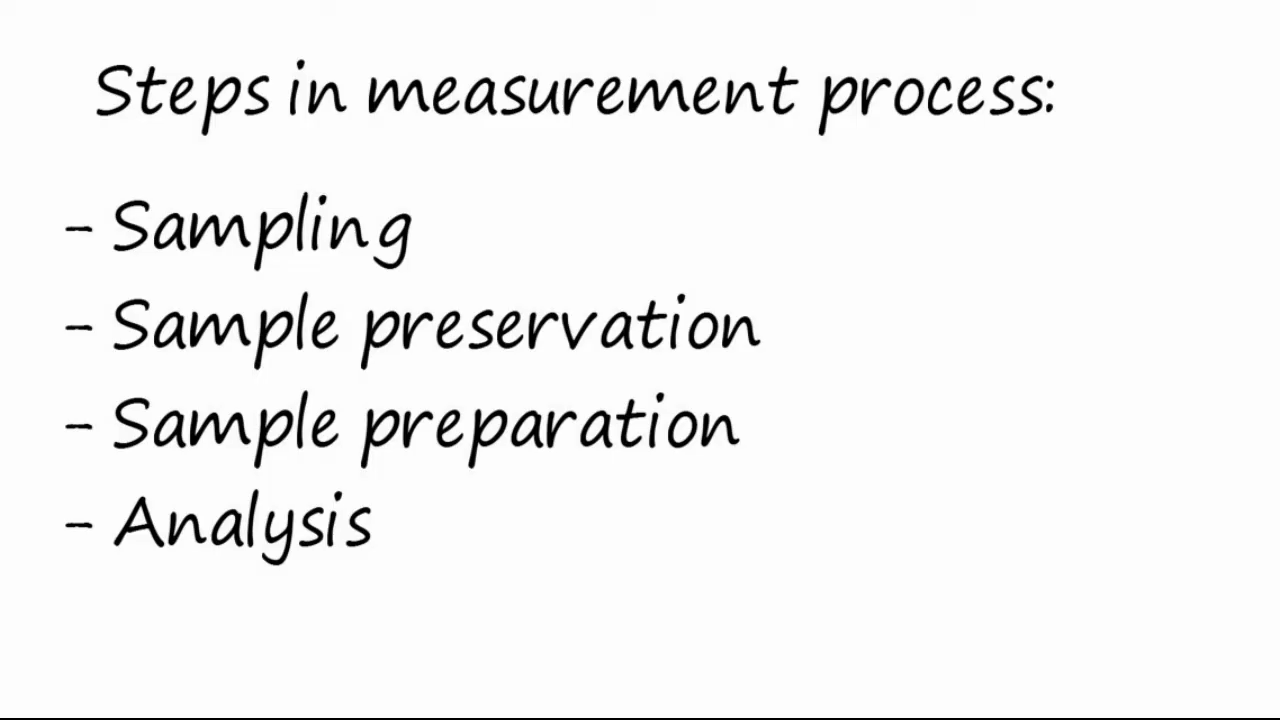 Steps in measurement process:
- Sampling
- Sample preservation
- Sample preparation
- Analysis